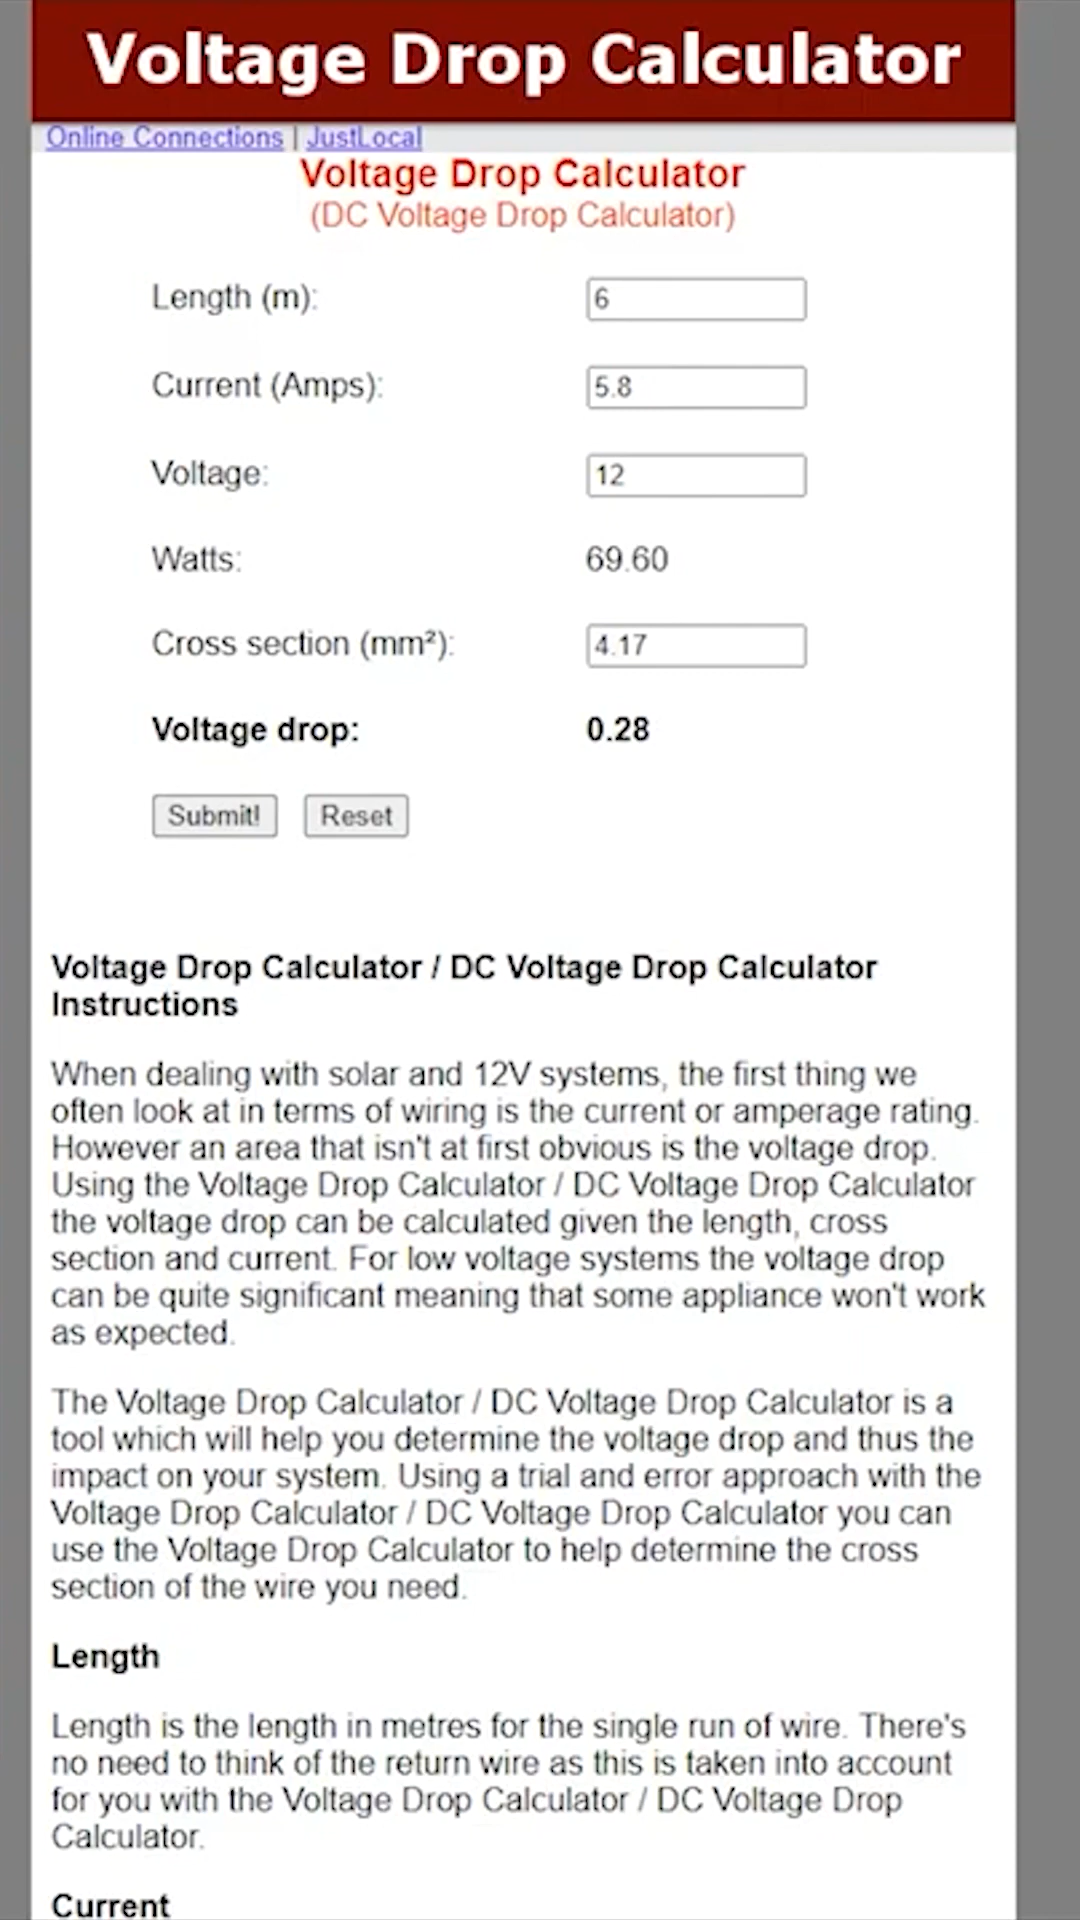 Voltage Drop Calculator
Online Connections | JustLocal
Voltage Drop Calculator
(DC Voltage Drop Calculator)
Length (m): 6
Current (Amps): 5.8
Voltage: 12
Watts: 69.60
Cross section (mm²): 4.17
Voltage drop: 0.28
Submit! Reset
Voltage Drop Calculator / DC Voltage Drop Calculator
Instructions
When dealing with solar and 12V systems, the first thing we
often look at in terms of wiring is the current or amperage rating.
However an area that isn't at first obvious is the voltage drop.
Using the Voltage Drop Calculator / DC Voltage Drop Calculator
the voltage drop can be calculated given the length, cross
section and current. For low voltage systems the voltage drop
can be quite significant meaning that some appliance won't work
as expected.
The Voltage Drop Calculator / DC Voltage Drop Calculator is a
tool which will help you determine the voltage drop and thus the
impact on your system. Using a trial and error approach with the
Voltage Drop Calculator / DC Voltage Drop Calculator you can
use the Voltage Drop Calculator to help determine the cross
section of the wire you need.
Length
Length is the length in metres for the single run of wire. There's
no need to think of the return wire as this is taken into account
for you with the Voltage Drop Calculator / DC Voltage Drop
Calculator.
Current